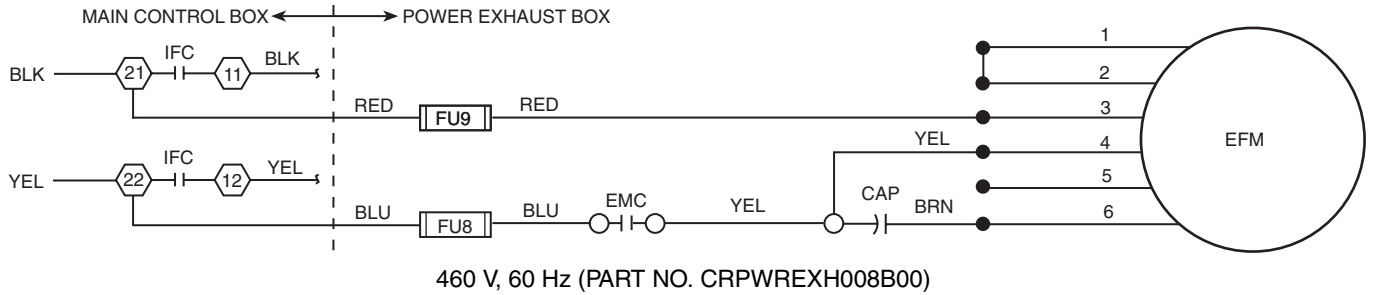 MAIN CONTROL BOX POWER EXHAUST BOX
1
IFC
BLK 21 11 BLK
2
RED FU9 RED 3
EFM
YEL 4
IFC
YEL 22 12 YEL
5
CAP
BLU FU8 BLU EMC YEL BRN 6
460 V, 60 Hz (PART NO. CRPWREXH008B00)